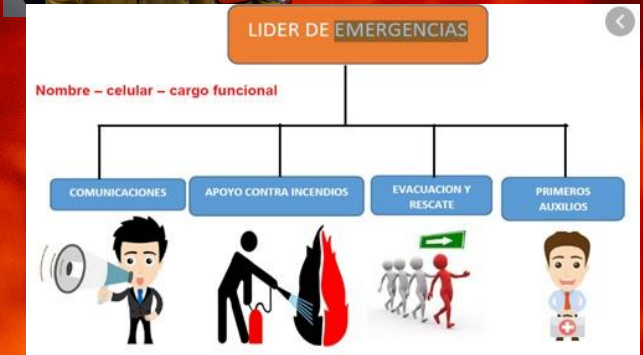 LIDER DE EMERGENCIAS
Nombre – celular – cargo funcional
COMUNICACIONES
APOYO CONTRA INCENDIOS
EVACUACION Y
RESCATE
PRIMEROS
AUXILIOS